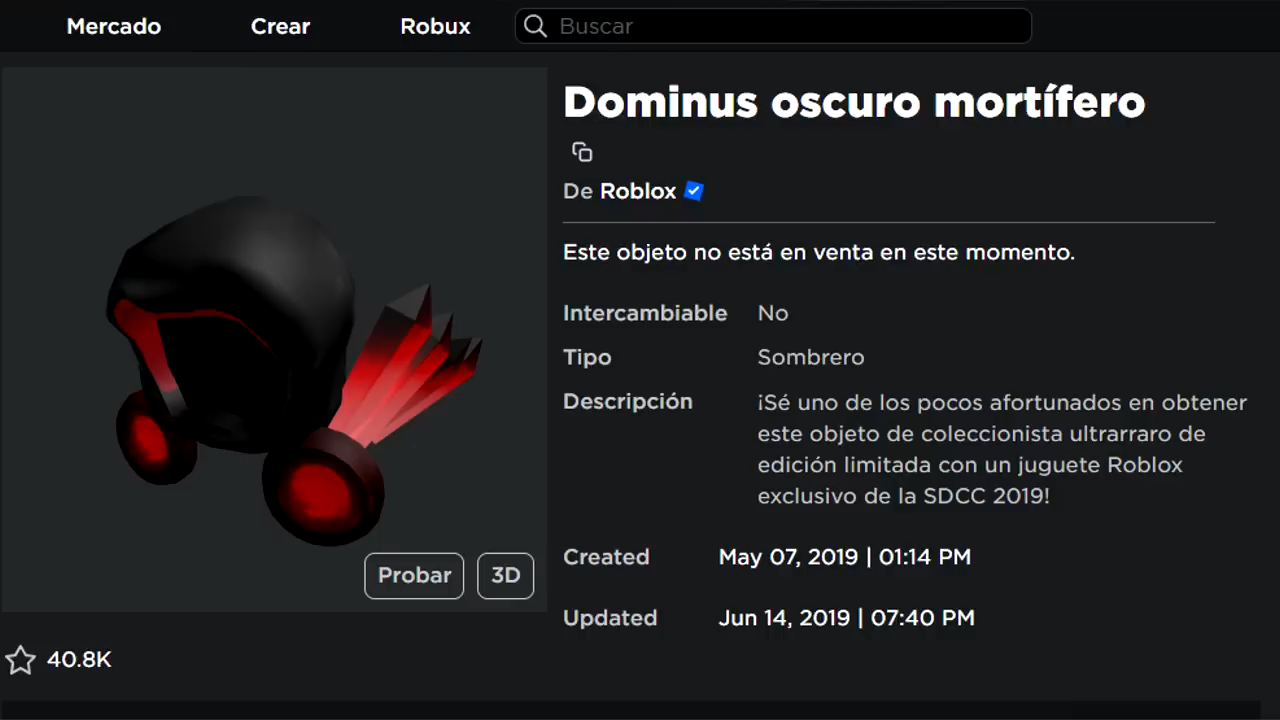 Mercado Crear Robux Buscar
Dominus oscuro mortífero
De Roblox
Este objeto no está en venta en este momento.
Intercambiable No
Tipo Sombrero
Descripción ¡Sé uno de los pocos afortunados en obtener
este objeto de coleccionista ultrarraro de
edición limitada con un juguete Roblox
exclusivo de la SDCC 2019!
Created May 07, 2019 | 01:14 PM
Updated Jun 14, 2019 | 07:40 PM
Probar 3D
40.8K